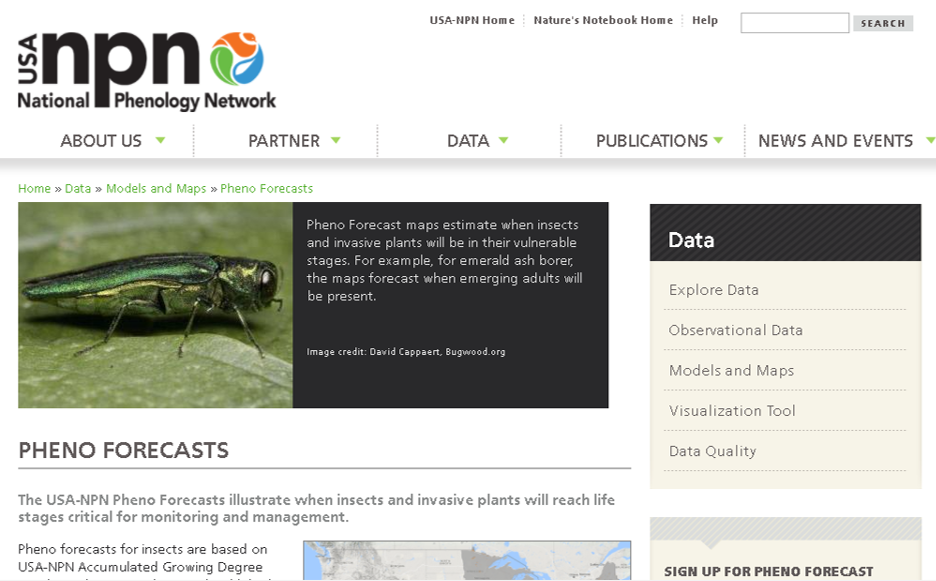 USA-NPN Home
Nature's Notebook Home
Help
SEARCH
USA npn
National Phenology Network
ABOUT US
PARTNER
DATA
PUBLICATIONS
NEWS AND EVENTS
Home » Data » Models and Maps » Pheno Forecasts
Pheno Forecast maps estimate when insects
and invasive plants will be in their vulnerable
stages. For example, for emerald ash borer,
the maps forecast when emerging adults will
be present.
Image credit: David Cappaert, Bugwood.org
PHENO FORECASTS
The USA-NPN Pheno Forecasts illustrate when insects and invasive plants will reach life
stages critical for monitoring and management.
Pheno forecasts for insects are based on
USA-NPN Accumulated Growing Degree
Data
Explore Data
Observational Data
Models and Maps
Visualization Tool
Data Quality
SIGN UP FOR PHENO FORECAST